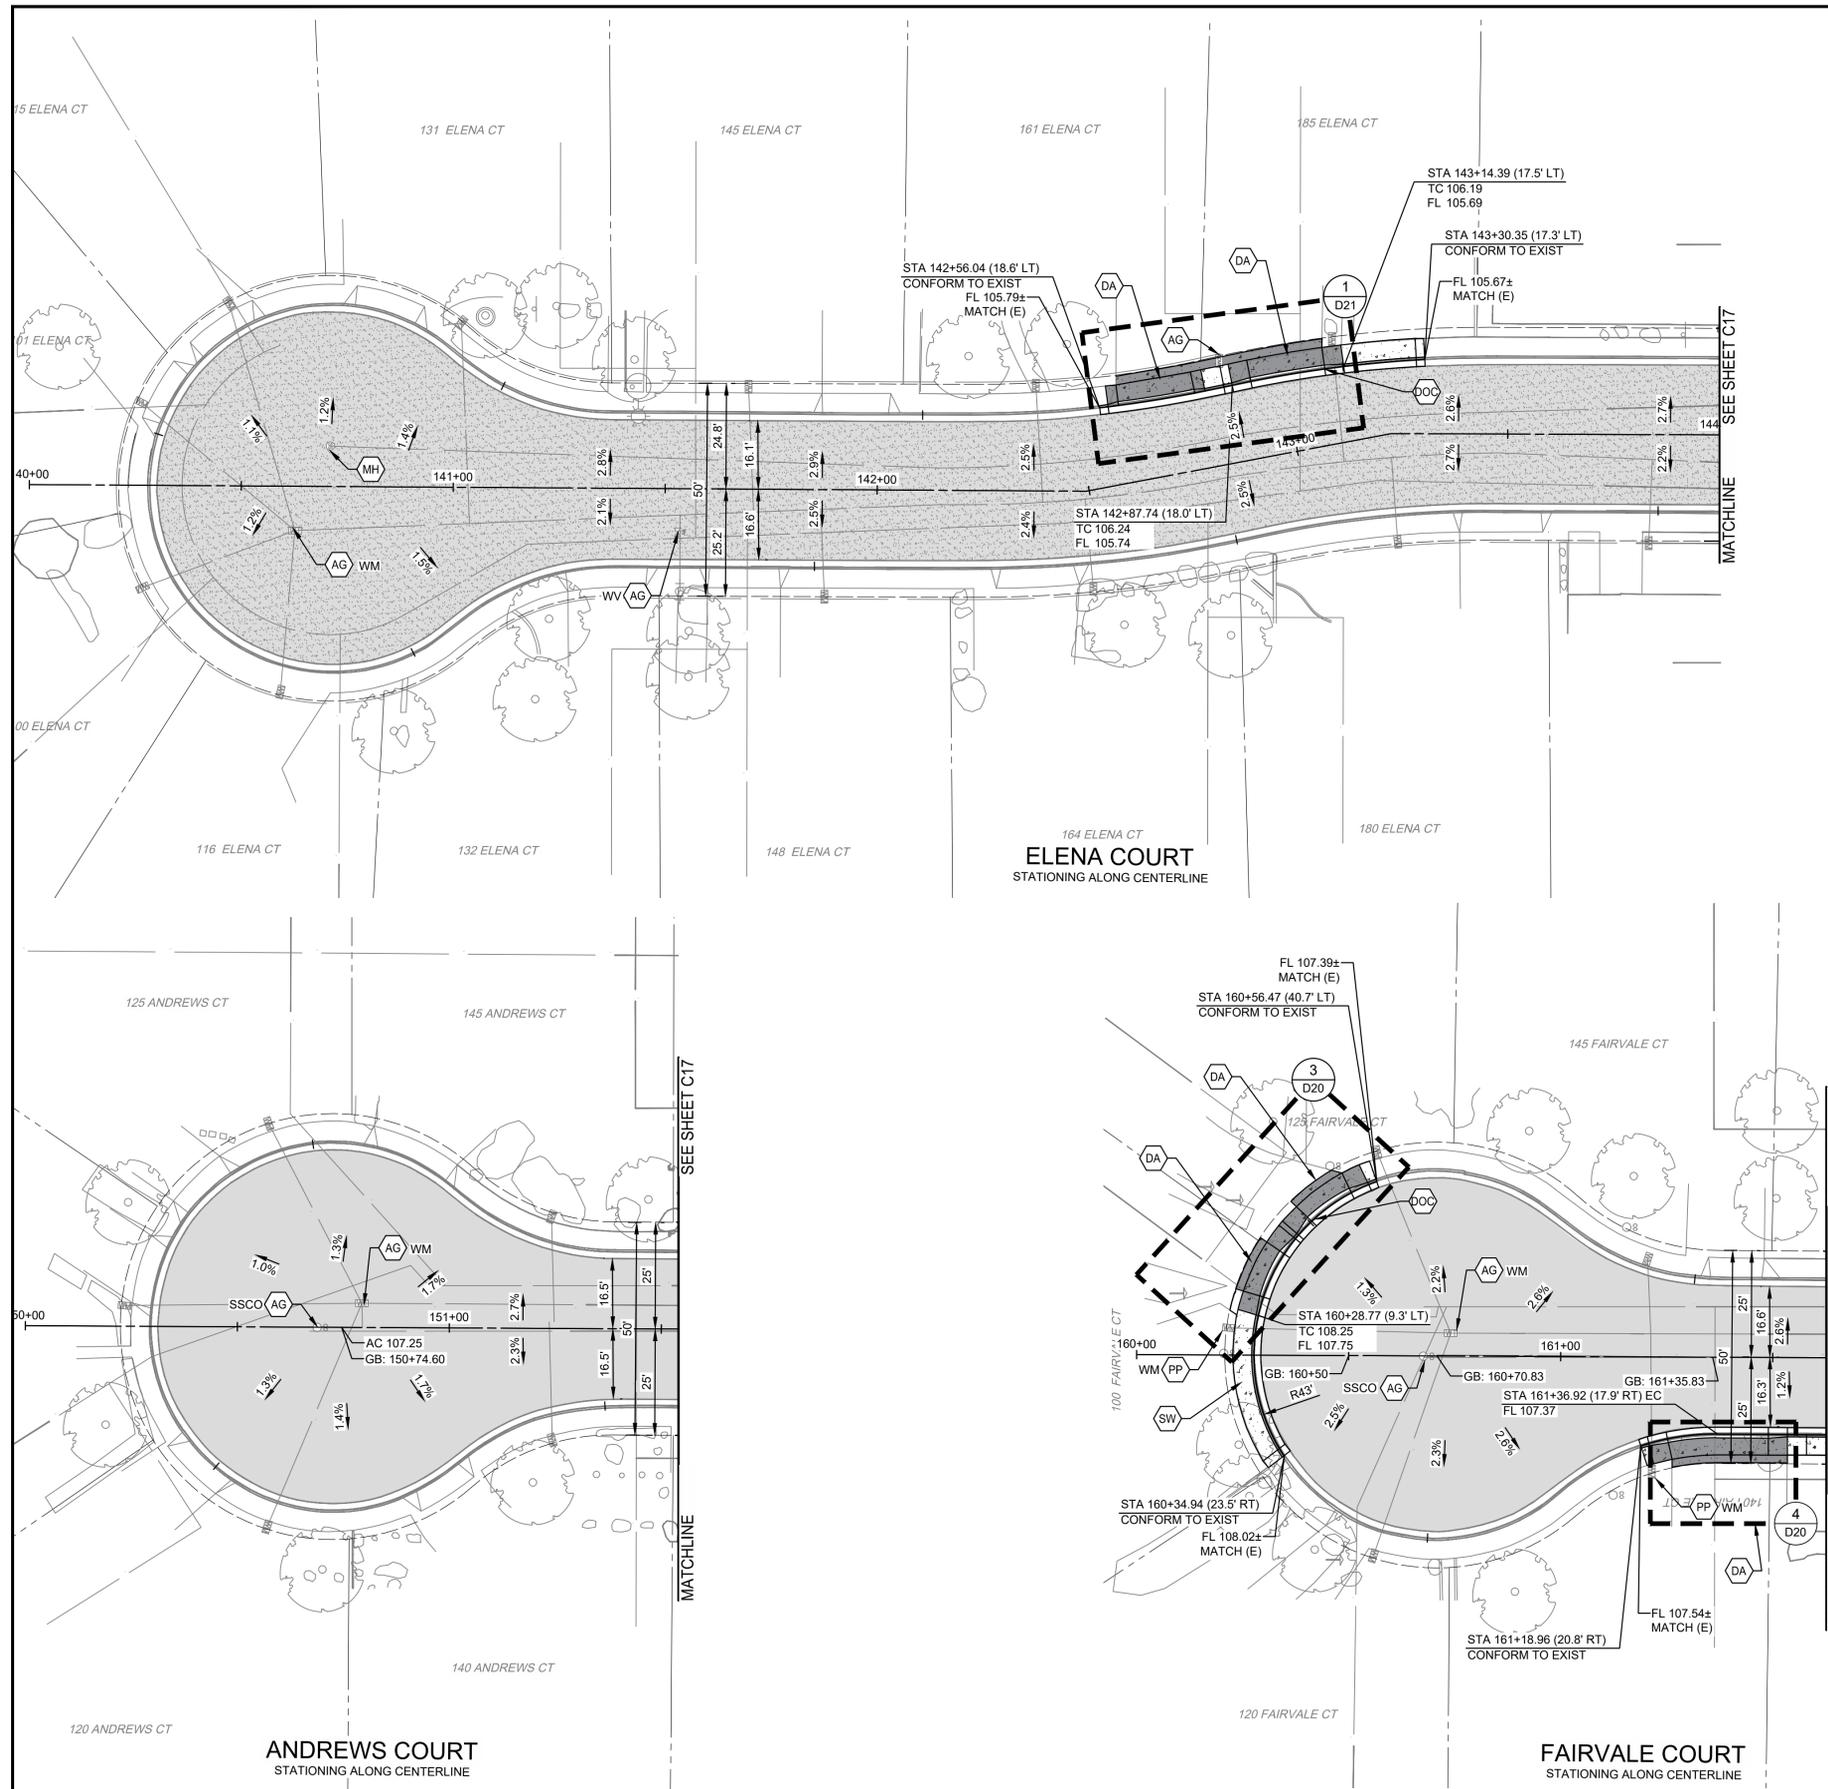 15 ELENA CT
131 ELENA CT
145 ELENA CT
161 ELENA CT
185 ELENA CT
STA 143+14.39 (17.5' LT)
TC 106.19
FL 105.69
STA 143+30.35 (17.3' LT)
CONFORM TO EXIST
FL 105.67±
MATCH (E)
STA 142+56.04 (18.6' LT)
CONFORM TO EXIST
FL 105.79±
MATCH (E)
DA
DA
1
D21
AG
DOC
01 ELENA CT
SEE SHEET C17
MATCHLINE
1.1%
1.2%
1.4%
MH
40+00
141+00
142+00
143+00
144
2.8%
2.1%
50'
24.8'
25.2'
16.1'
16.6'
2.9%
2.5%
2.5%
2.4%
2.5%
2.5%
2.6%
2.7%
2.7%
2.2%
1.2%
1.5%
AG WM
WV AG
STA 142+87.74 (18.0' LT)
TC 106.24
FL 105.74
00 ELENA CT
116 ELENA CT
132 ELENA CT
148 ELENA CT
164 ELENA CT
180 ELENA CT
ELENA COURT
STATIONING ALONG CENTERLINE
125 ANDREWS CT
145 ANDREWS CT
SEE SHEET C17
MATCHLINE
1.0%
1.3%
AG WM
1.7%
SSCO AG
50+00
151+00
AC 107.25
GB: 150+74.60
2.7%
2.3%
16.5'
16.5'
50'
25'
25'
1.3%
1.4%
1.7%
140 ANDREWS CT
120 ANDREWS CT
ANDREWS COURT
STATIONING ALONG CENTERLINE
FL 107.39±
MATCH (E)
STA 160+56.47 (40.7' LT)
CONFORM TO EXIST
145 FAIRVALE CT
DA
3
D20
125 FAIRVALE CT
DA
DOC
1.3%
2.2%
AG WM
2.6%
STA 160+28.77 (9.3' LT)
TC 108.25
FL 107.75
160+00
161+00
100 FAIRVALE CT
WM PP
GB: 160+50
GB: 160+70.83
GB: 161+35.83
SSCO AG
R43'
SW
2.5%
2.3%
2.6%
STA 161+36.92 (17.9' RT) EC
FL 107.37
50'
25'
25'
16.6'
16.3'
2.6%
1.2%
STA 160+34.94 (23.5' RT)
CONFORM TO EXIST
FL 108.02±
MATCH (E)
PP WM
4
D20
DA
FL 107.54±
MATCH (E)
STA 161+18.96 (20.8' RT)
CONFORM TO EXIST
120 FAIRVALE CT
FAIRVALE COURT
STATIONING ALONG CENTERLINE